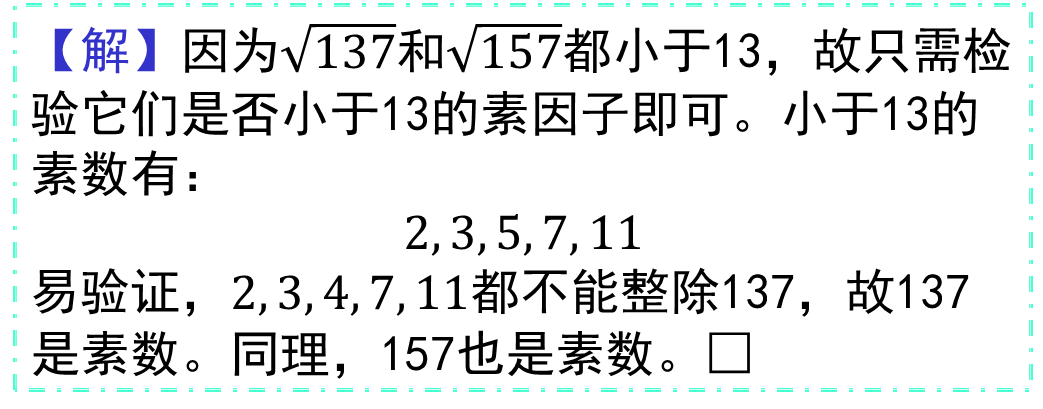 【解】因为√137和√157都小于13，故只需检
验它们是否小于13的素因子即可。小于13的
素数有：
2, 3, 5, 7, 11
易验证，2, 3, 4, 7, 11都不能整除137，故137
是素数。同理，157也是素数。□